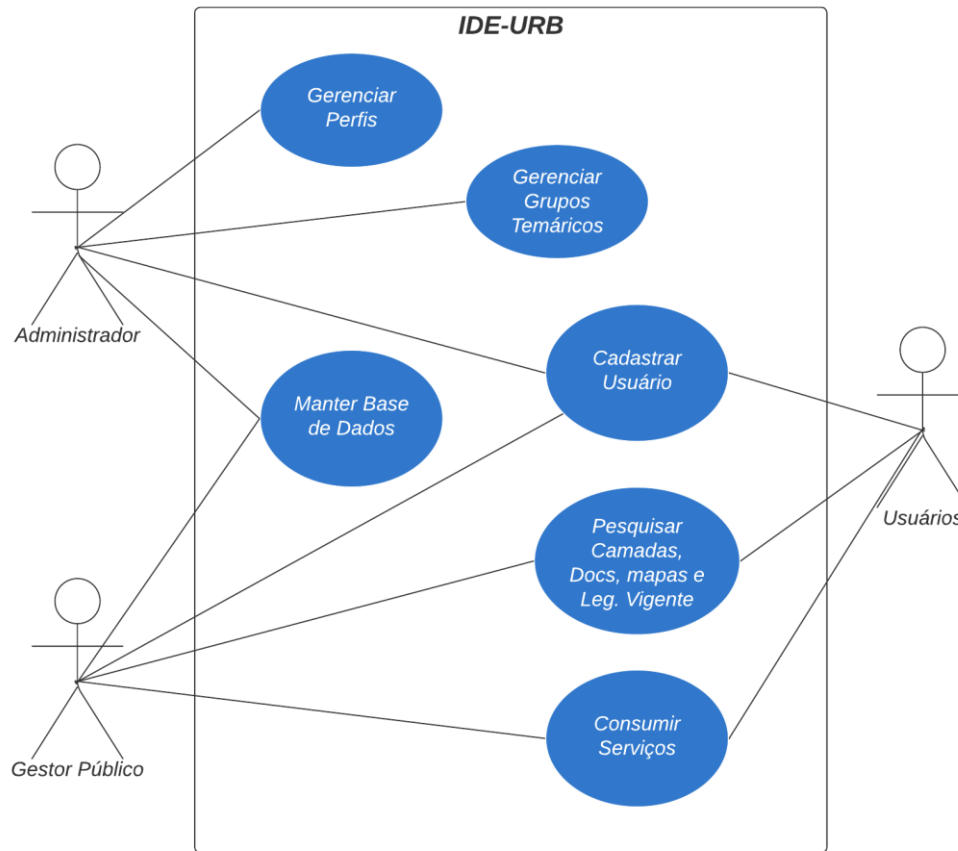 IDE-URB
Gerenciar
Perfis
Gerenciar
Grupos
Temáricos
Administrador
Cadastrar
Usuário
Manter Base
de Dados
Usuários
Pesquisar
Camadas,
Docs, mapas e
Leg. Vigente
Gestor Público
Consumir
Serviços